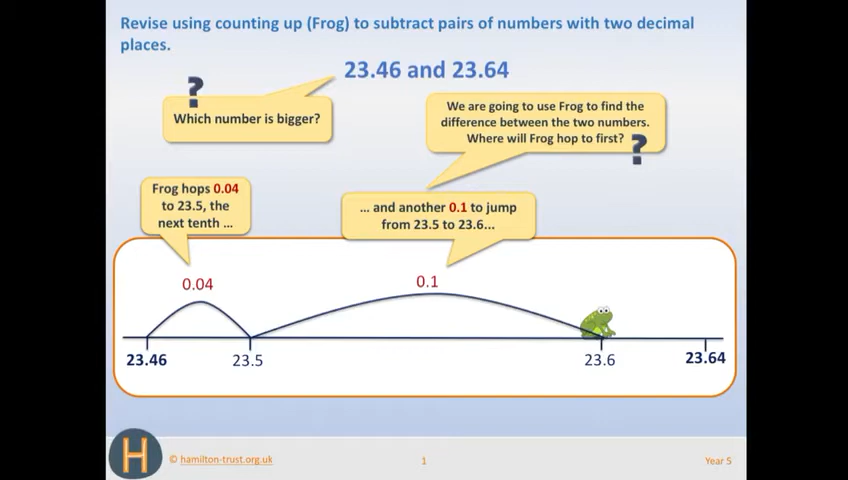 Revise using counting up (Frog) to subtract pairs of numbers with two decimal
places.
23.46 and 23.64
?
Which number is bigger?
We are going to use Frog to find the
difference between the two numbers.
Where will Frog hop to first?
?
Frog hops 0.04
to 23.5, the
next tenth ...
... and another 0.1 to jump
from 23.5 to 23.6...
0.04
0.1
23.46
23.5
23.6
23.64
H
© hamilton-trust.org.uk
1
Year 5